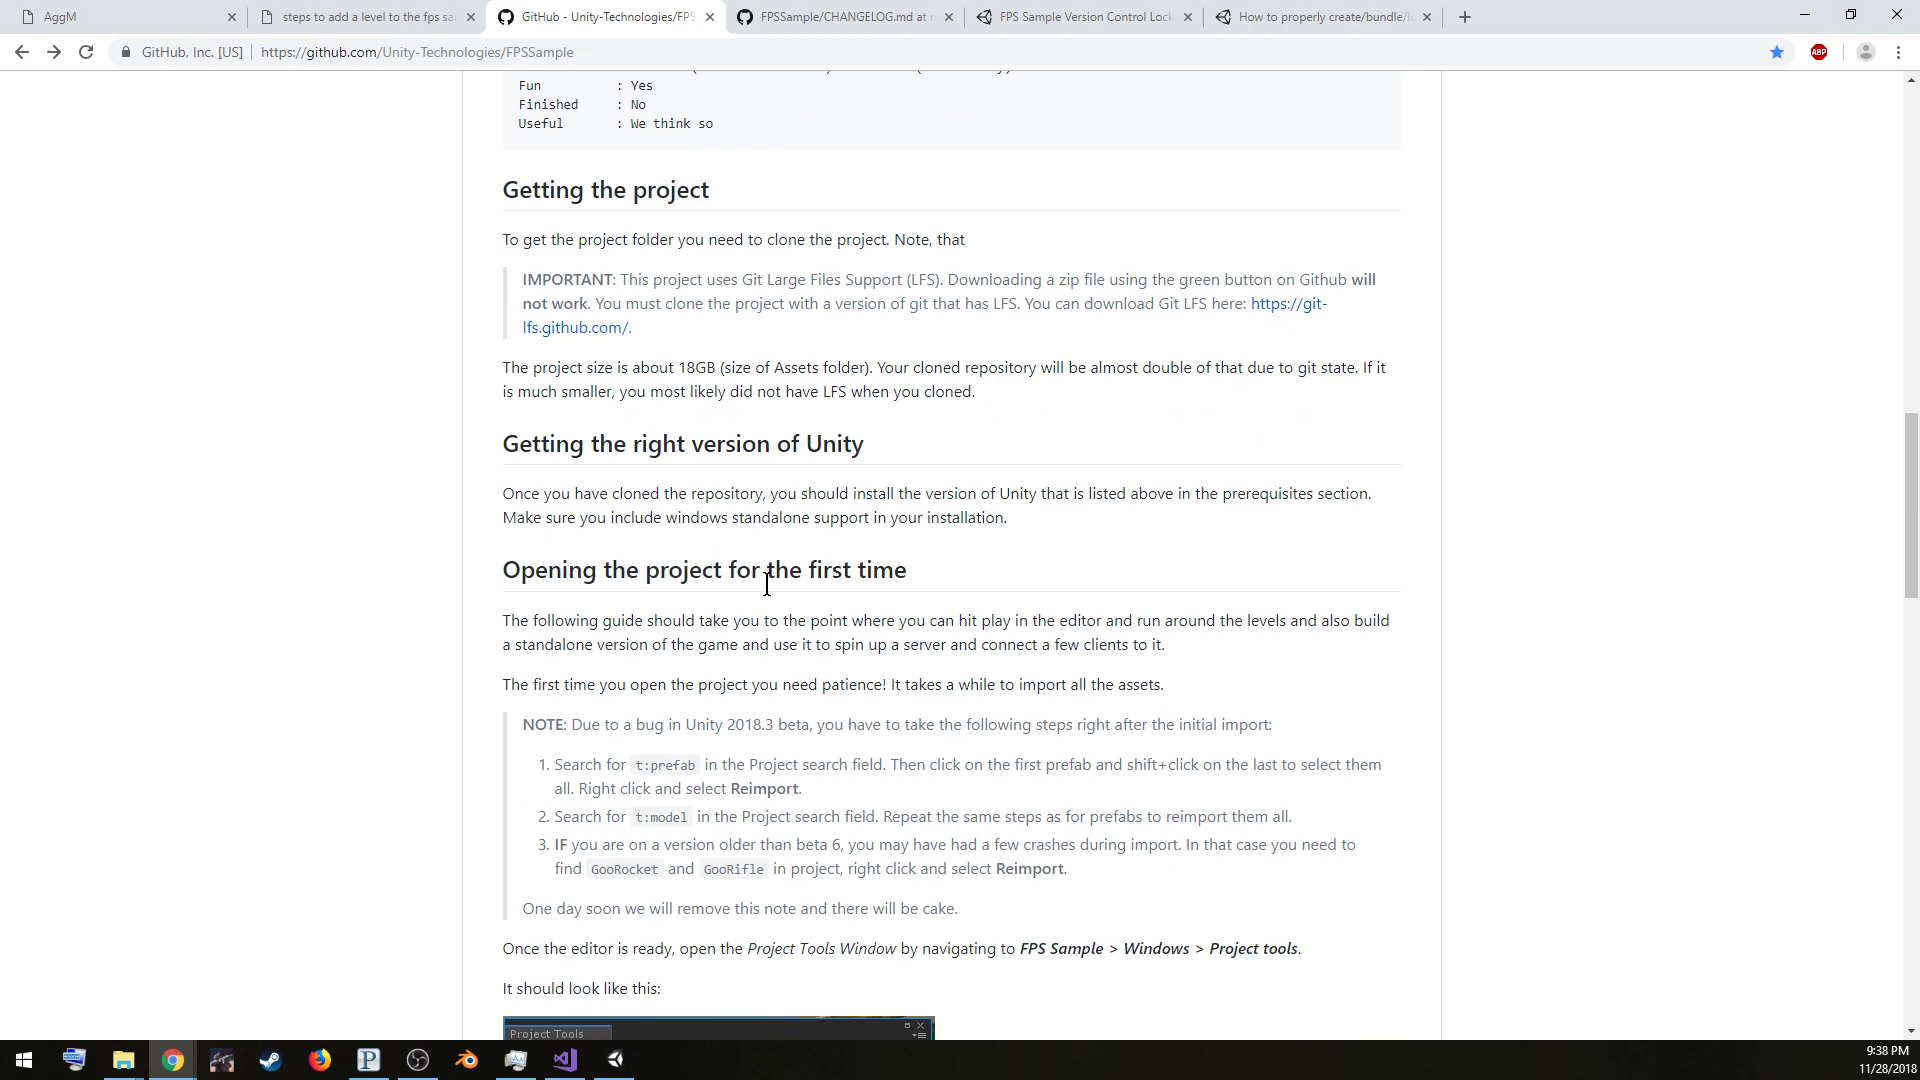 AggM
steps to add a level to the fps sa
GitHub - Unity-Technologies/FPS
FPSSample/CHANGELOG.md at
FPS Sample Version Control Lock
How to properly create/bundle/l
GitHub, Inc. [US]
https://github.com/Unity-Technologies/FPSSample
ABP
Fun : Yes
Finished : No
Useful : We think so
Getting the project
To get the project folder you need to clone the project. Note, that
IMPORTANT: This project uses Git Large Files Support (LFS). Downloading a zip file using the green button on Github will
not work. You must clone the project with a version of git that has LFS. You can download Git LFS here: https://git-
lfs.github.com/.
The project size is about 18GB (size of Assets folder). Your cloned repository will be almost double of that due to git state. If it
is much smaller, you most likely did not have LFS when you cloned.
Getting the right version of Unity
Once you have cloned the repository, you should install the version of Unity that is listed above in the prerequisites section.
Make sure you include windows standalone support in your installation.
Opening the project for the first time
The following guide should take you to the point where you can hit play in the editor and run around the levels and also build
a standalone version of the game and use it to spin up a server and connect a few clients to it.
The first time you open the project you need patience! It takes a while to import all the assets.
NOTE: Due to a bug in Unity 2018.3 beta, you have to take the following steps right after the initial import:
1. Search for t:prefab in the Project search field. Then click on the first prefab and shift+click on the last to select them
all. Right click and select Reimport.
2. Search for t:model in the Project search field. Repeat the same steps as for prefabs to reimport them all.
3. IF you are on a version older than beta 6, you may have had a few crashes during import. In that case you need to
find GooRocket and GooRifle in project, right click and select Reimport.
One day soon we will remove this note and there will be cake.
Once the editor is ready, open the Project Tools Window by navigating to FPS Sample > Windows > Project tools.
It should look like this:
Project Tools
9:38 PM
11/28/2018